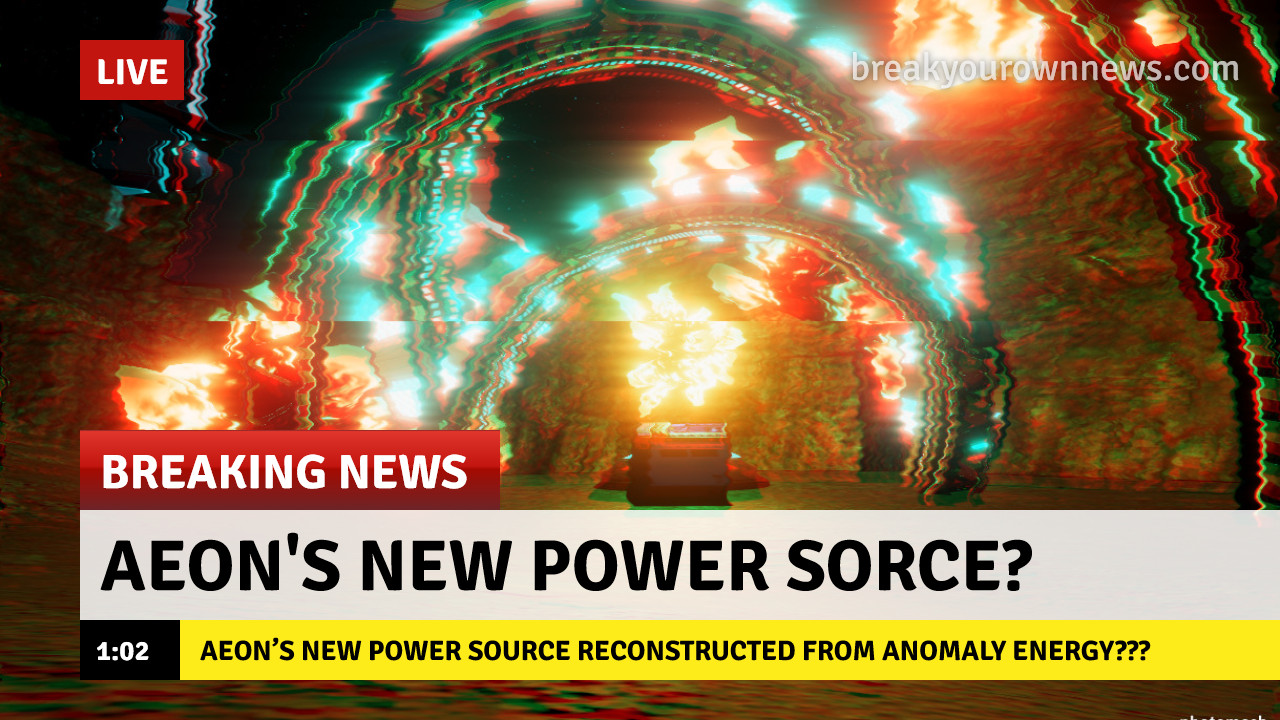 LIVE
breakyourownnews.com
BREAKING NEWS
AEON'S NEW POWER SORCE?
1:02
AEON’S NEW POWER SOURCE RECONSTRUCTED FROM ANOMALY ENERGY???